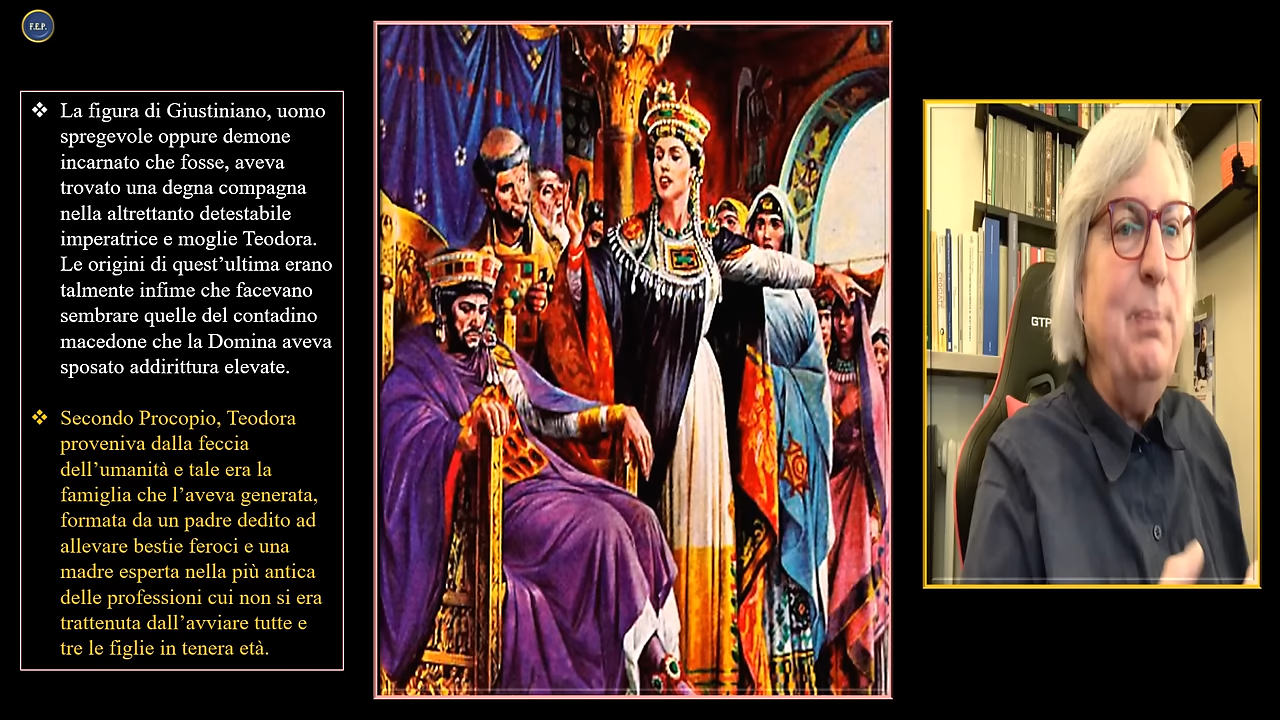 F.E.P.
❖ La figura di Giustiniano, uomo
spregevole oppure demone
incarnato che fosse, aveva
trovato una degna compagna
nella altrettanto detestabile
imperatrice e moglie Teodora.
Le origini di quest’ultima erano
talmente infime che facevano
sembrare quelle del contadino
macedone che la Domina aveva
sposato addirittura elevate.
❖ Secondo Procopio, Teodora
proveniva dalla feccia
dell’umanità e tale era la
famiglia che l’aveva generata,
formata da un padre dedito ad
allevare bestie feroci e una
madre esperta nella più antica
delle professioni cui non si era
trattenuta dall’avviare tutte e
tre le figlie in tenera età.
GTP